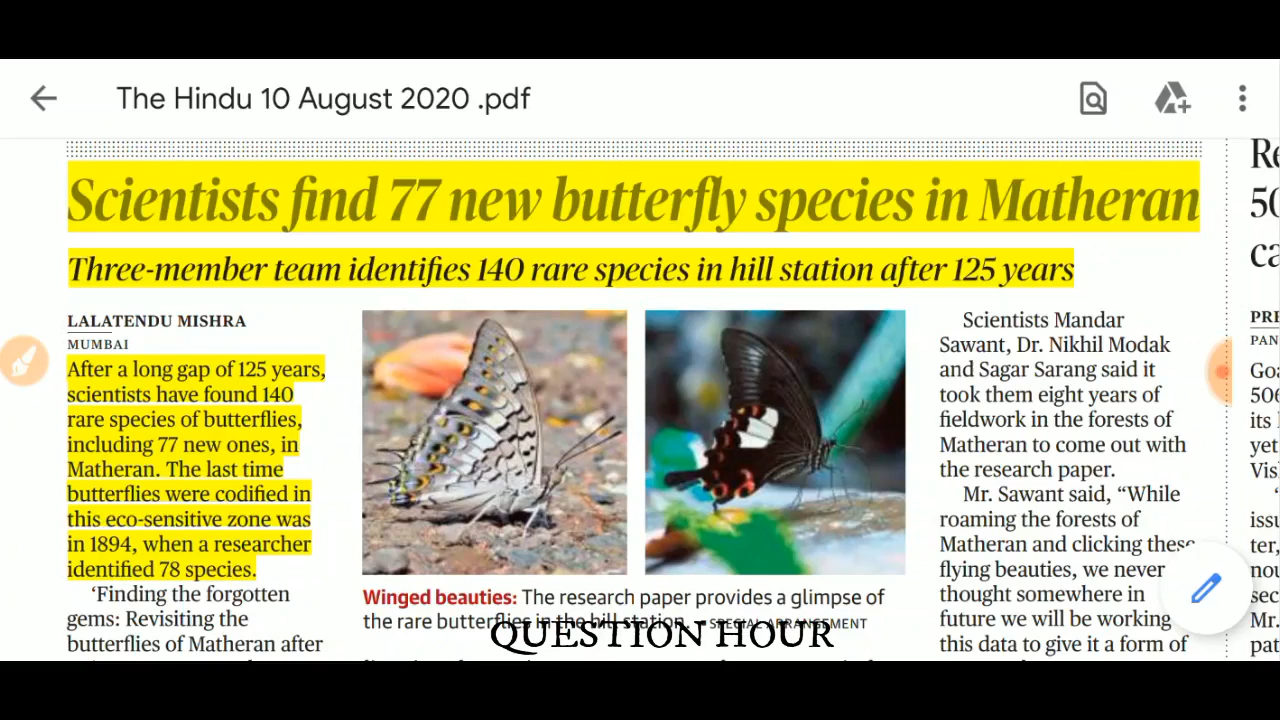 The Hindu 10 August 2020 .pdf
Scientists find 77 new butterfly species in Matheran
Three-member team identifies 140 rare species in hill station after 125 years
LALATENDU MISHRA
MUMBAI
After a long gap of 125 years,
scientists have found 140
rare species of butterflies,
including 77 new ones, in
Matheran. The last time
butterflies were codified in
this eco-sensitive zone was
in 1894, when a researcher
identified 78 species.
‘Finding the forgotten
gems: Revisiting the
butterflies of Matheran after
Winged beauties: The research paper provides a glimpse of
the rare butterflies in the hill station. SPECIAL ARRANGEMENT
Scientists Mandar
Sawant, Dr. Nikhil Modak
and Sagar Sarang said it
took them eight years of
fieldwork in the forests of
Matheran to come out with
the research paper.
Mr. Sawant said, “While
roaming the forests of
Matheran and clicking these
flying beauties, we never
thought somewhere in
future we will be working
this data to give it a form of
QUESTION HOUR